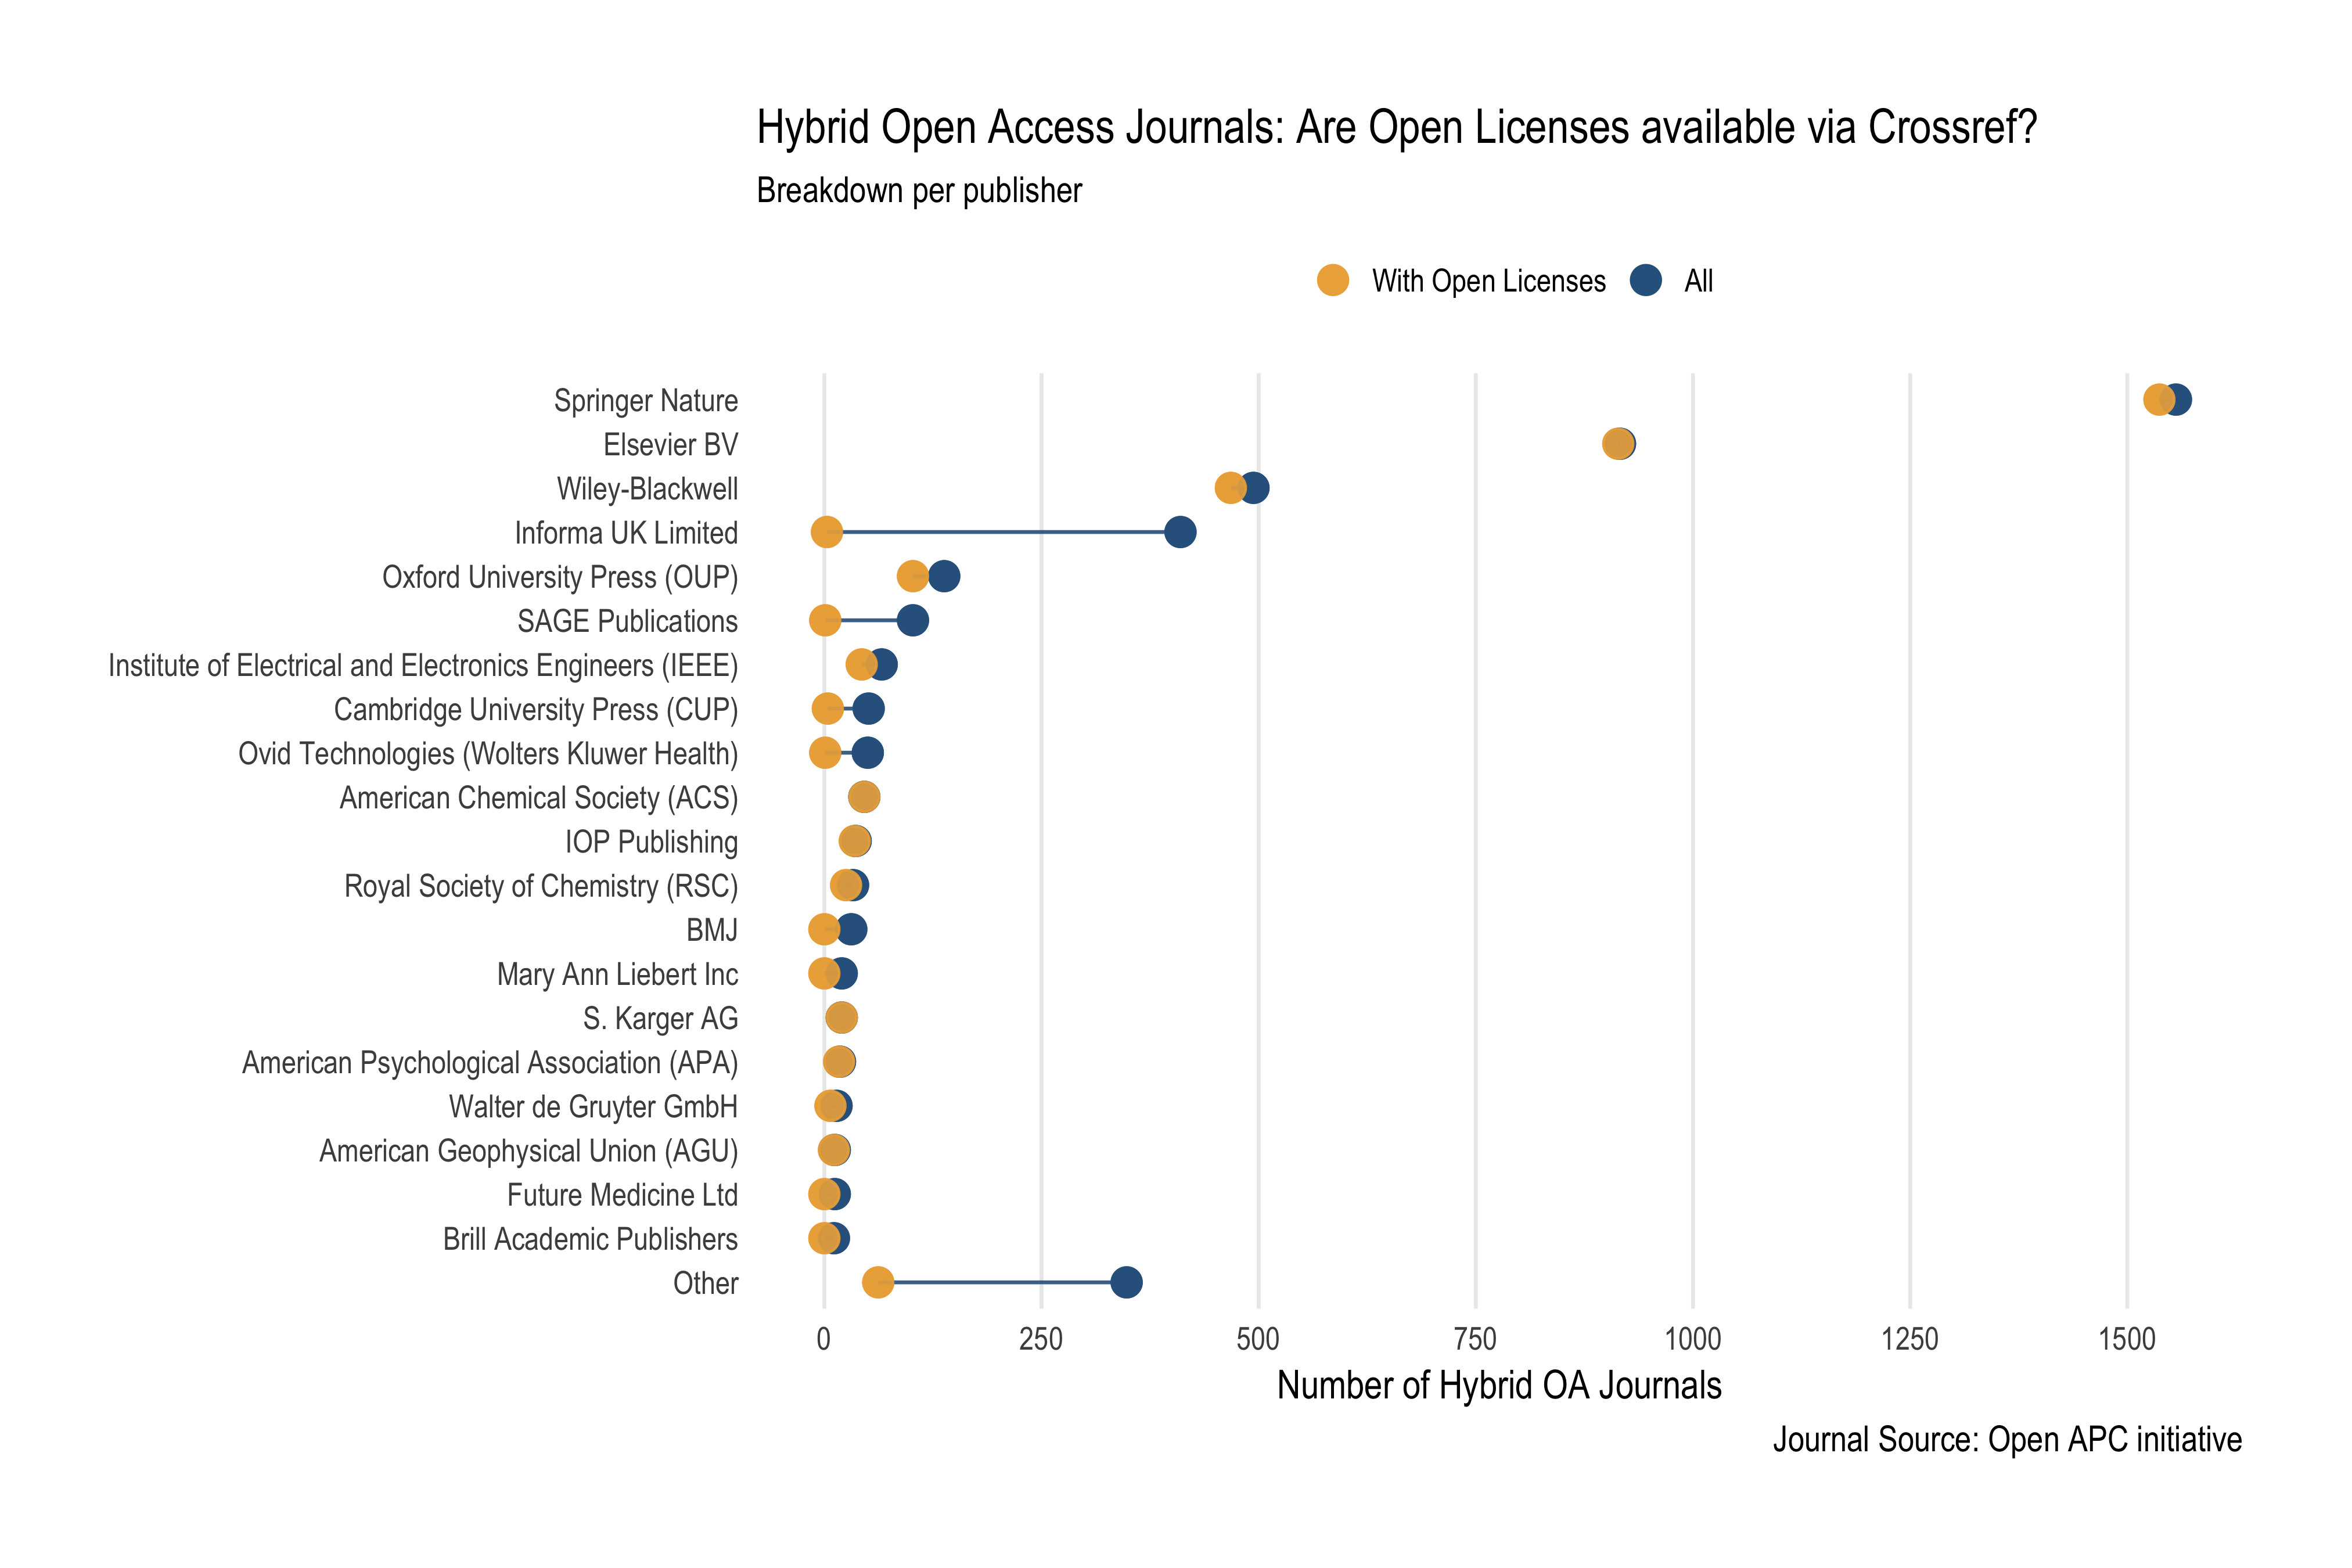 Hybrid Open Access Journals: Are Open Licenses available via Crossref?
Breakdown per publisher
With Open Licenses
All
Springer Nature
Elsevier BV
Wiley-Blackwell
Informa UK Limited
Oxford University Press (OUP)
SAGE Publications
Institute of Electrical and Electronics Engineers (IEEE)
Cambridge University Press (CUP)
Ovid Technologies (Wolters Kluwer Health)
American Chemical Society (ACS)
IOP Publishing
Royal Society of Chemistry (RSC)
BMJ
Mary Ann Liebert Inc
S. Karger AG
American Psychological Association (APA)
Walter de Gruyter GmbH
American Geophysical Union (AGU)
Future Medicine Ltd
Brill Academic Publishers
Other
0 250 500 750 1000 1250 1500
Number of Hybrid OA Journals
Journal Source: Open APC initiative